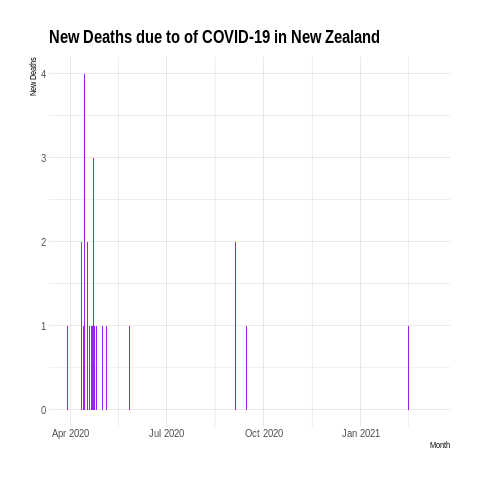 New Deaths due to of COVID-19 in New Zealand
New Deaths
4
3
2
1
0
Apr 2020 Jul 2020 Oct 2020 Jan 2021
Month